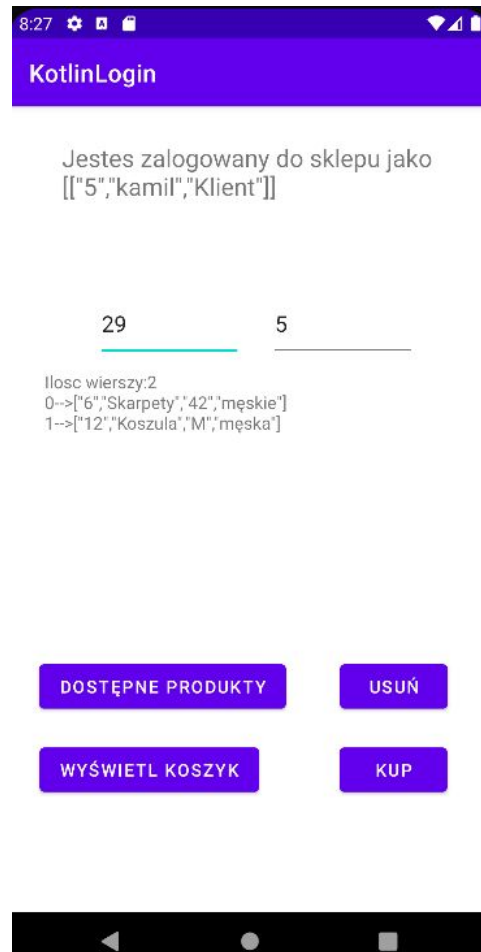 8:27
KotlinLogin
Jestes zalogowany do sklepu jako
[["5","kamil","Klient"]]
29 5
Ilosc wierszy:2
0-->["6","Skarpety","42","męskie"]
1-->["12","Koszula","M","męska"]
DOSTĘPNE PRODUKTY USUŃ
WYŚWIETL KOSZYK KUP